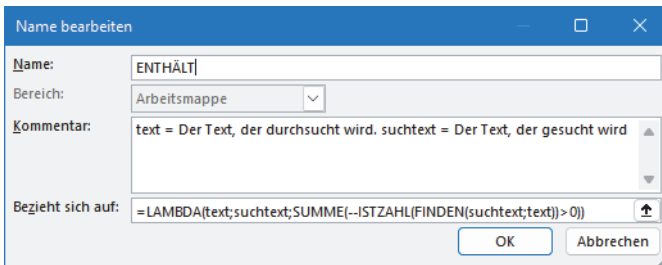 Name bearbeiten
Name: ENTHÄLT
Bereich: Arbeitsmappe
Kommentar: text = Der Text, der durchsucht wird. suchtext = Der Text, der gesucht wird
Bezieht sich auf: =LAMBDA(text;suchtext;SUMME(--ISTZAHL(FINDEN(suchtext;text))>0))
OK Abbrechen